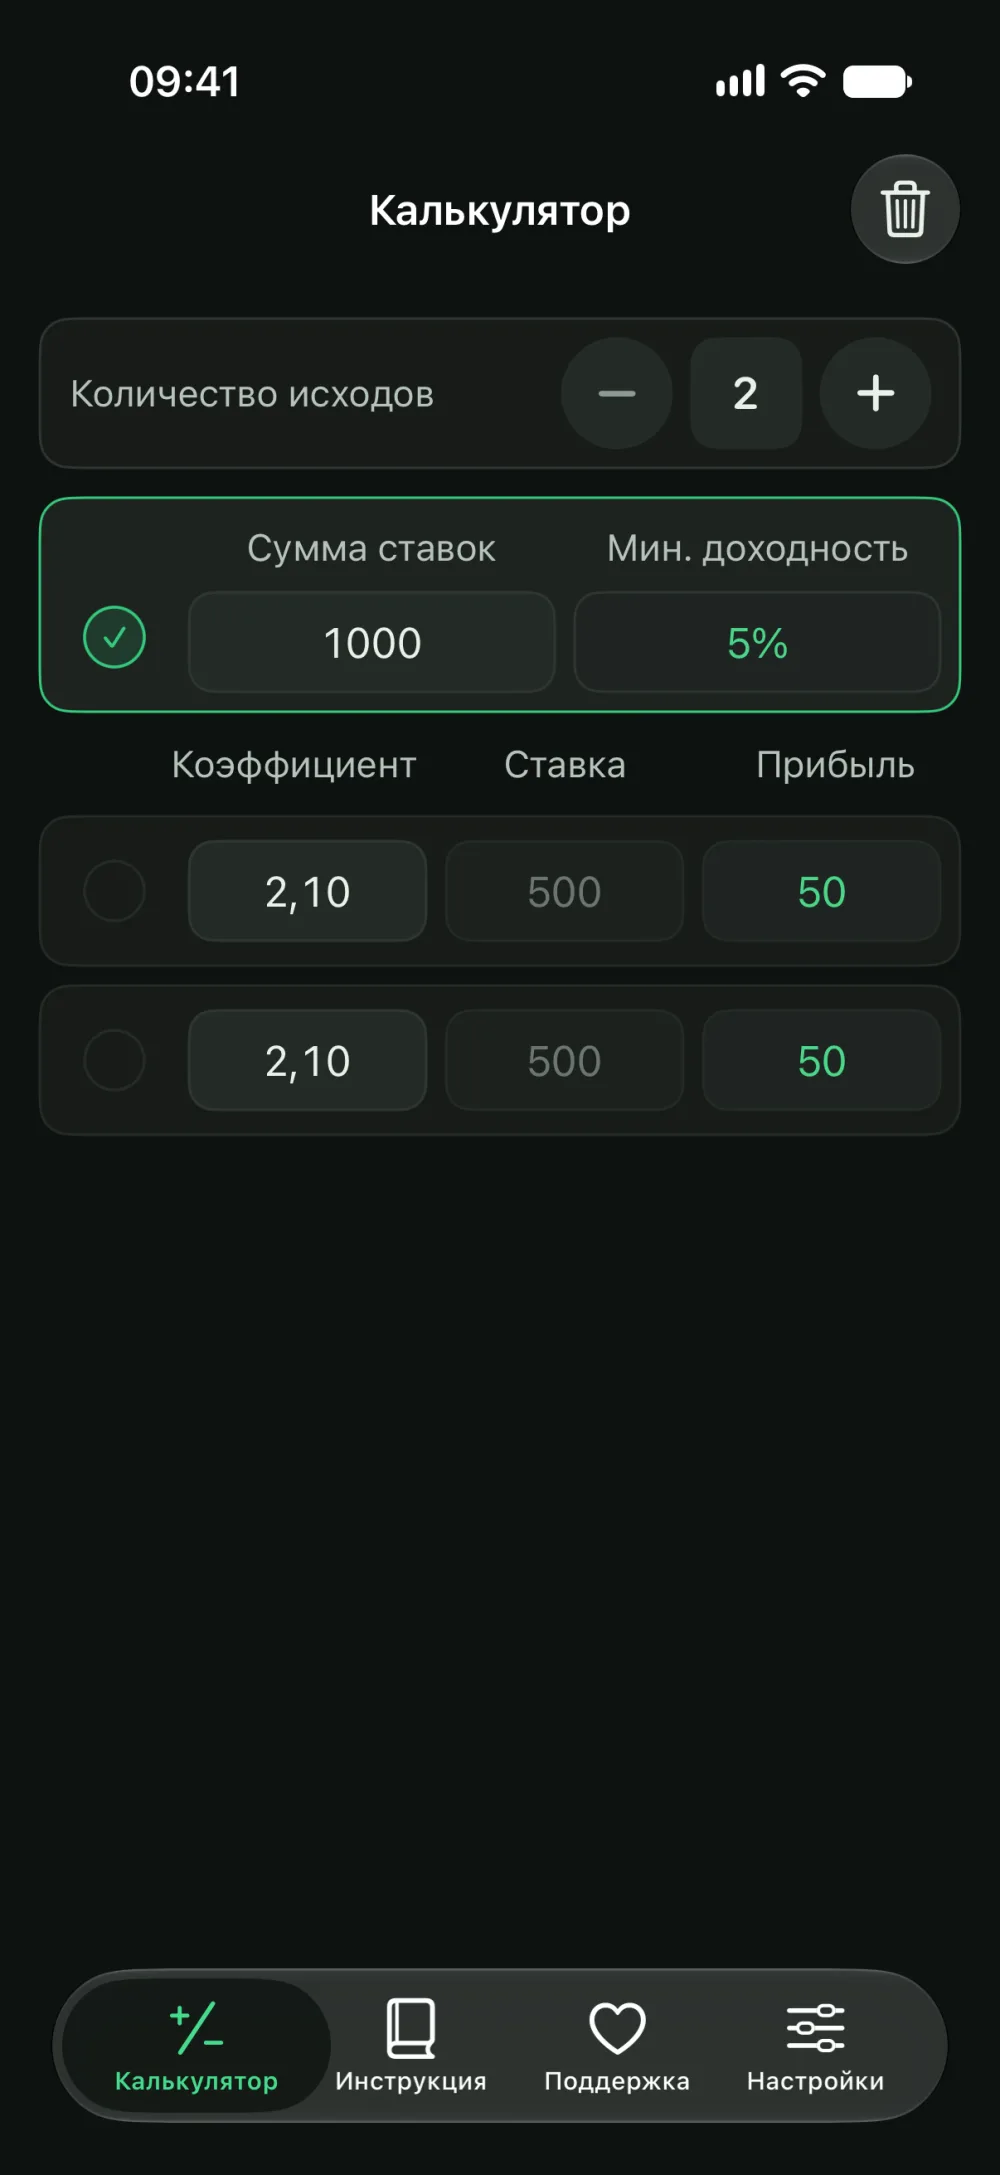 09:41
Калькулятор
Количество исходов − 2 +
Сумма ставок Мин. доходность
1000 5%
Коэффициент Ставка Прибыль
2,10 500 50
2,10 500 50
Калькулятор Инструкция Поддержка Настройки